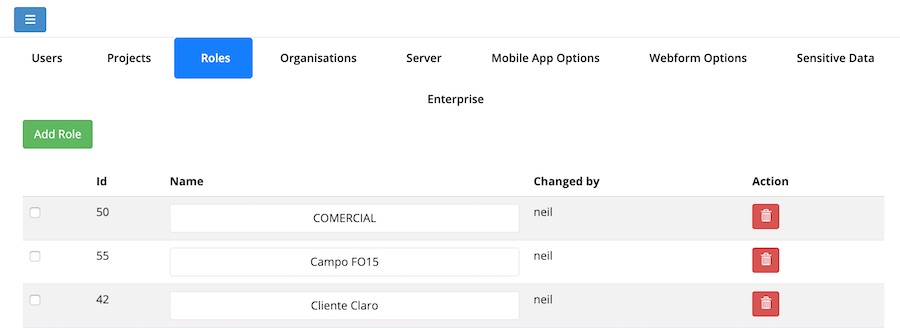 Users Projects Roles Organisations Server Mobile App Options Webform Options Sensitive Data
Enterprise
Add Role
Id Name Changed by Action
50 COMERCIAL neil
55 Campo FO15 neil
42 Cliente Claro neil